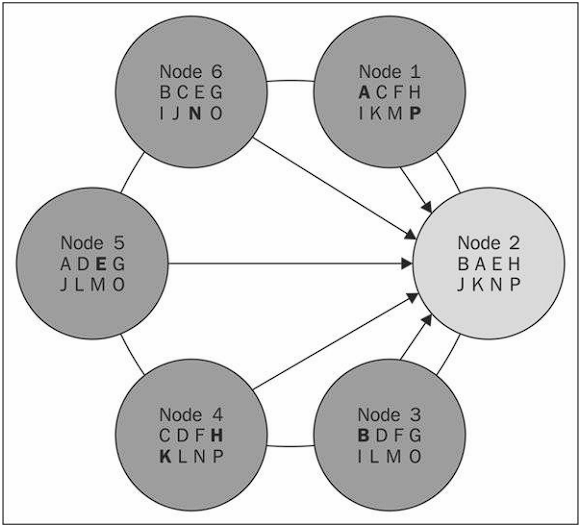 Node 6
B C E G
I J N O
Node 1
A C F H
I K M P
Node 5
A D E G
J L M O
Node 2
B A E H
J K N P
Node 4
C D F H
K L N P
Node 3
B D F G
I L M O